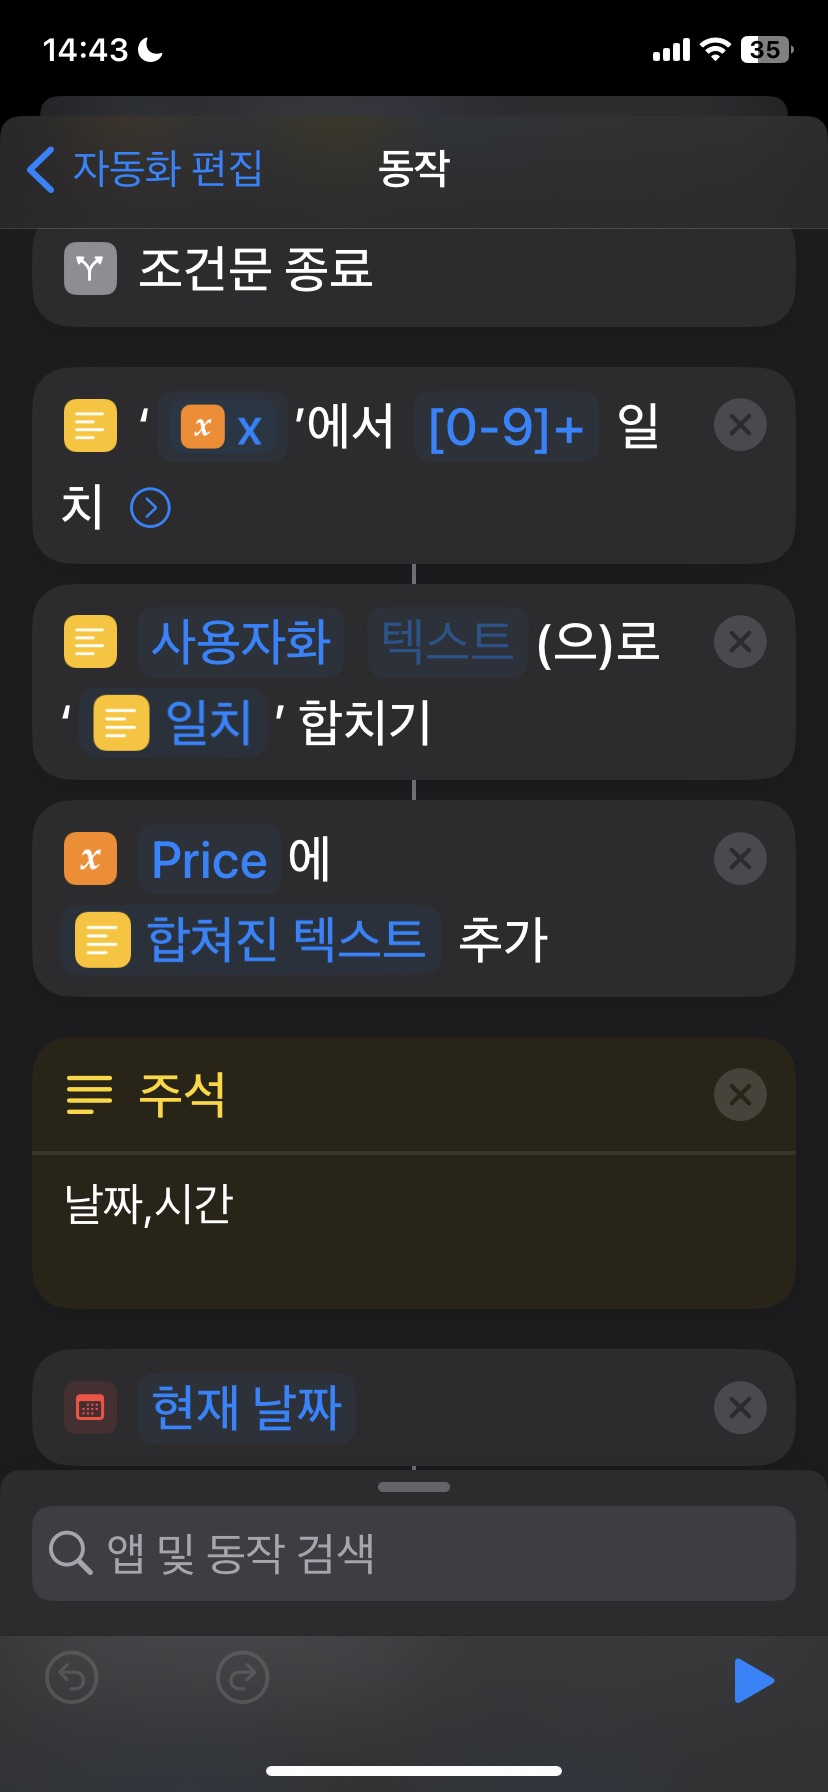 14:43
35
자동화 편집
동작
조건문 종료
‘ x x ’에서 [0-9]+ 일
치
사용자화 텍스트 (으)로
‘ 일치 ’ 합치기
x Price 에
합쳐진 텍스트 추가
주석
날짜,시간
현재 날짜
앱 및 동작 검색